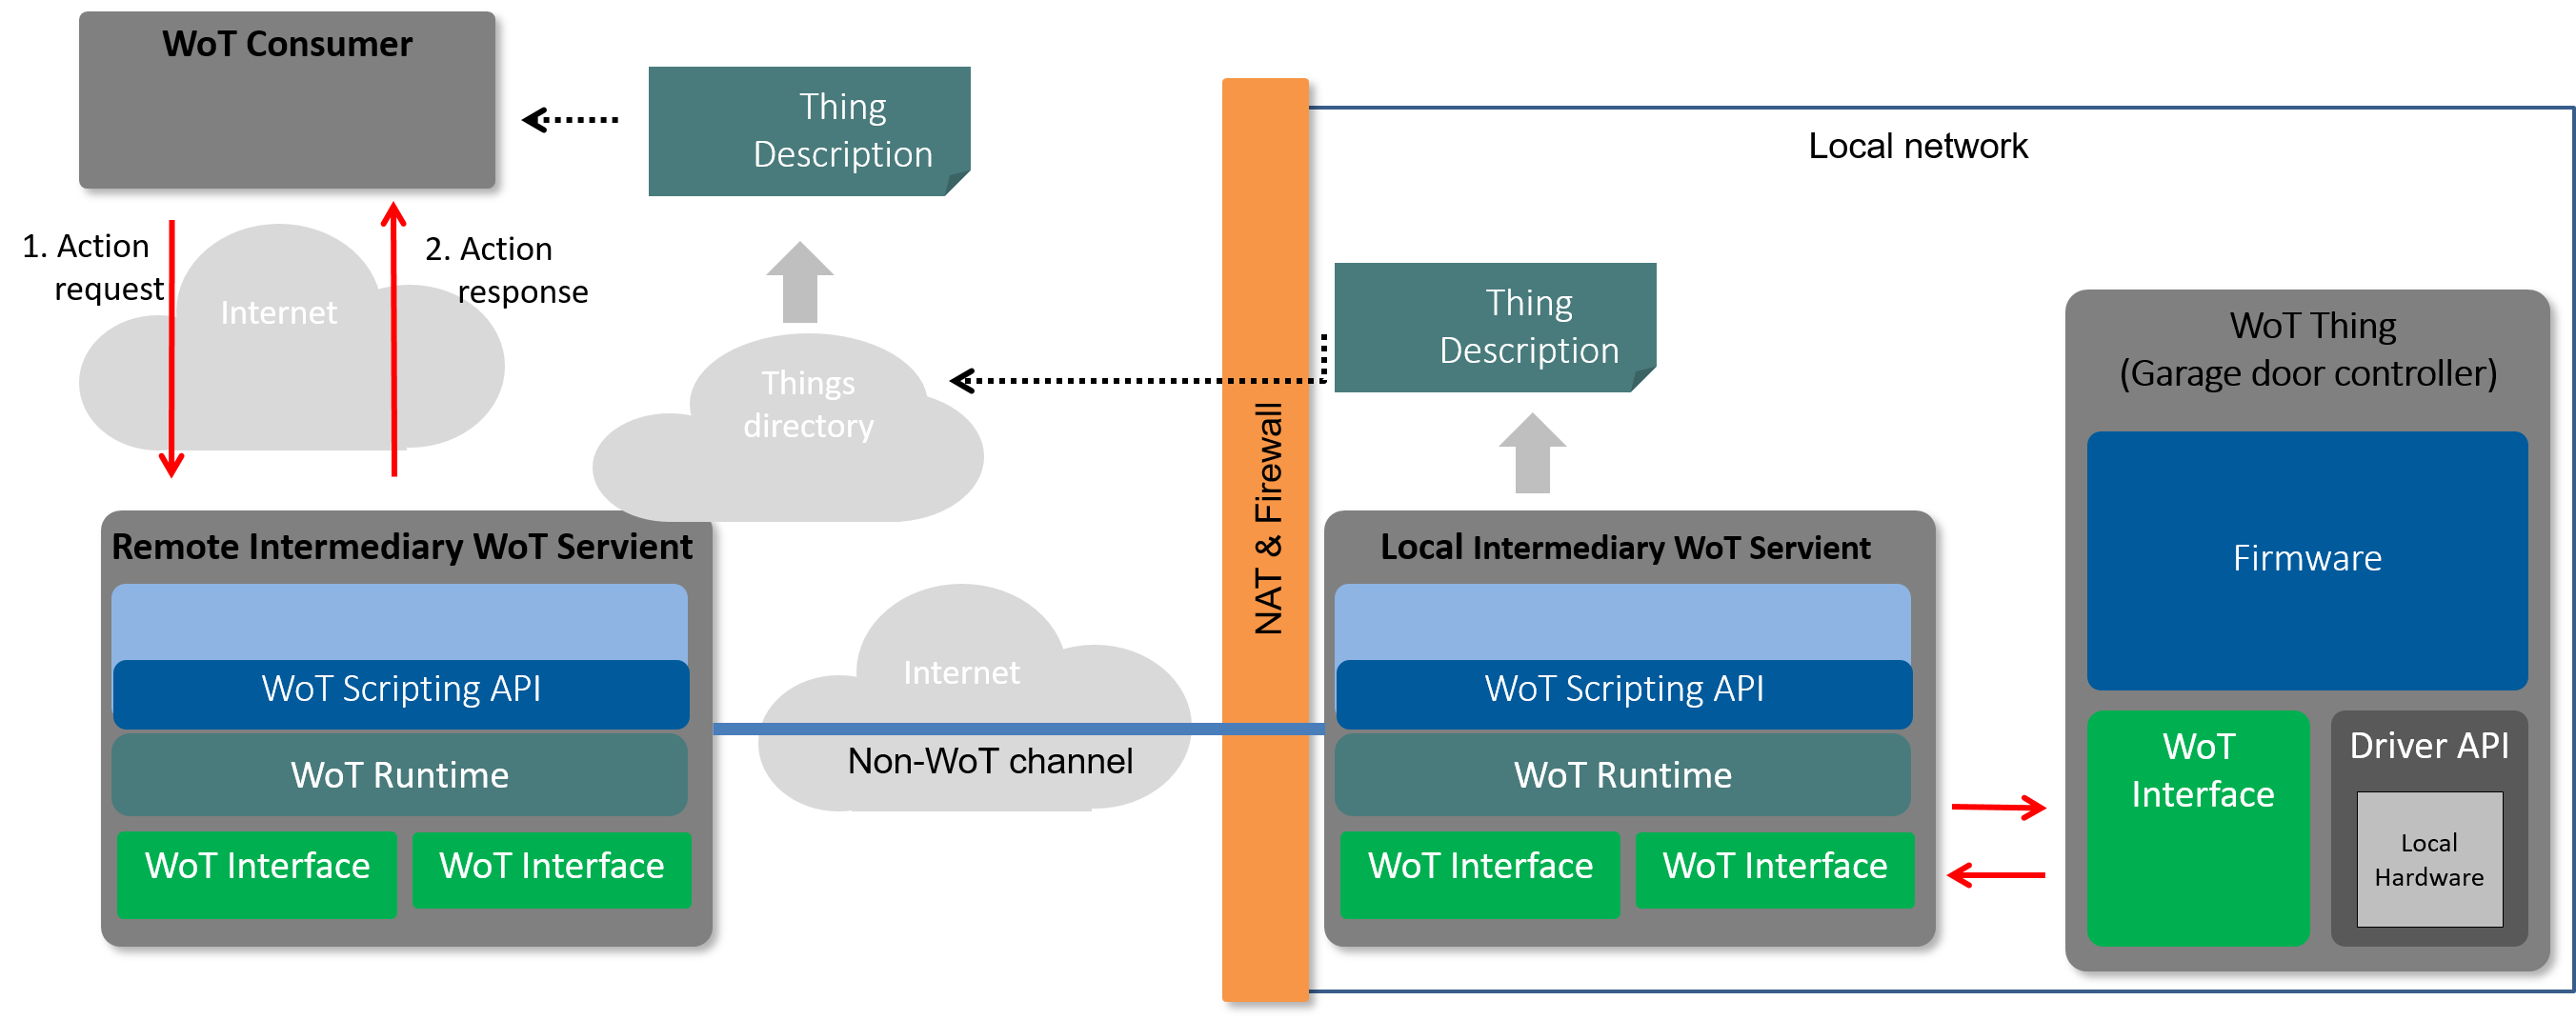 WoT Consumer
Thing
Description
Local network
1. Action
request
2. Action
response
Internet
Things
directory
NAT & Firewall
Thing
Description
WoT Thing
(Garage door controller)
Firmware
WoT
Interface
Driver API
Local
Hardware
Remote Intermediary WoT Servient
WoT Scripting API
WoT Runtime
WoT Interface
WoT Interface
Internet
Non-WoT channel
Local Intermediary WoT Servient
WoT Scripting API
WoT Runtime
WoT Interface
WoT Interface